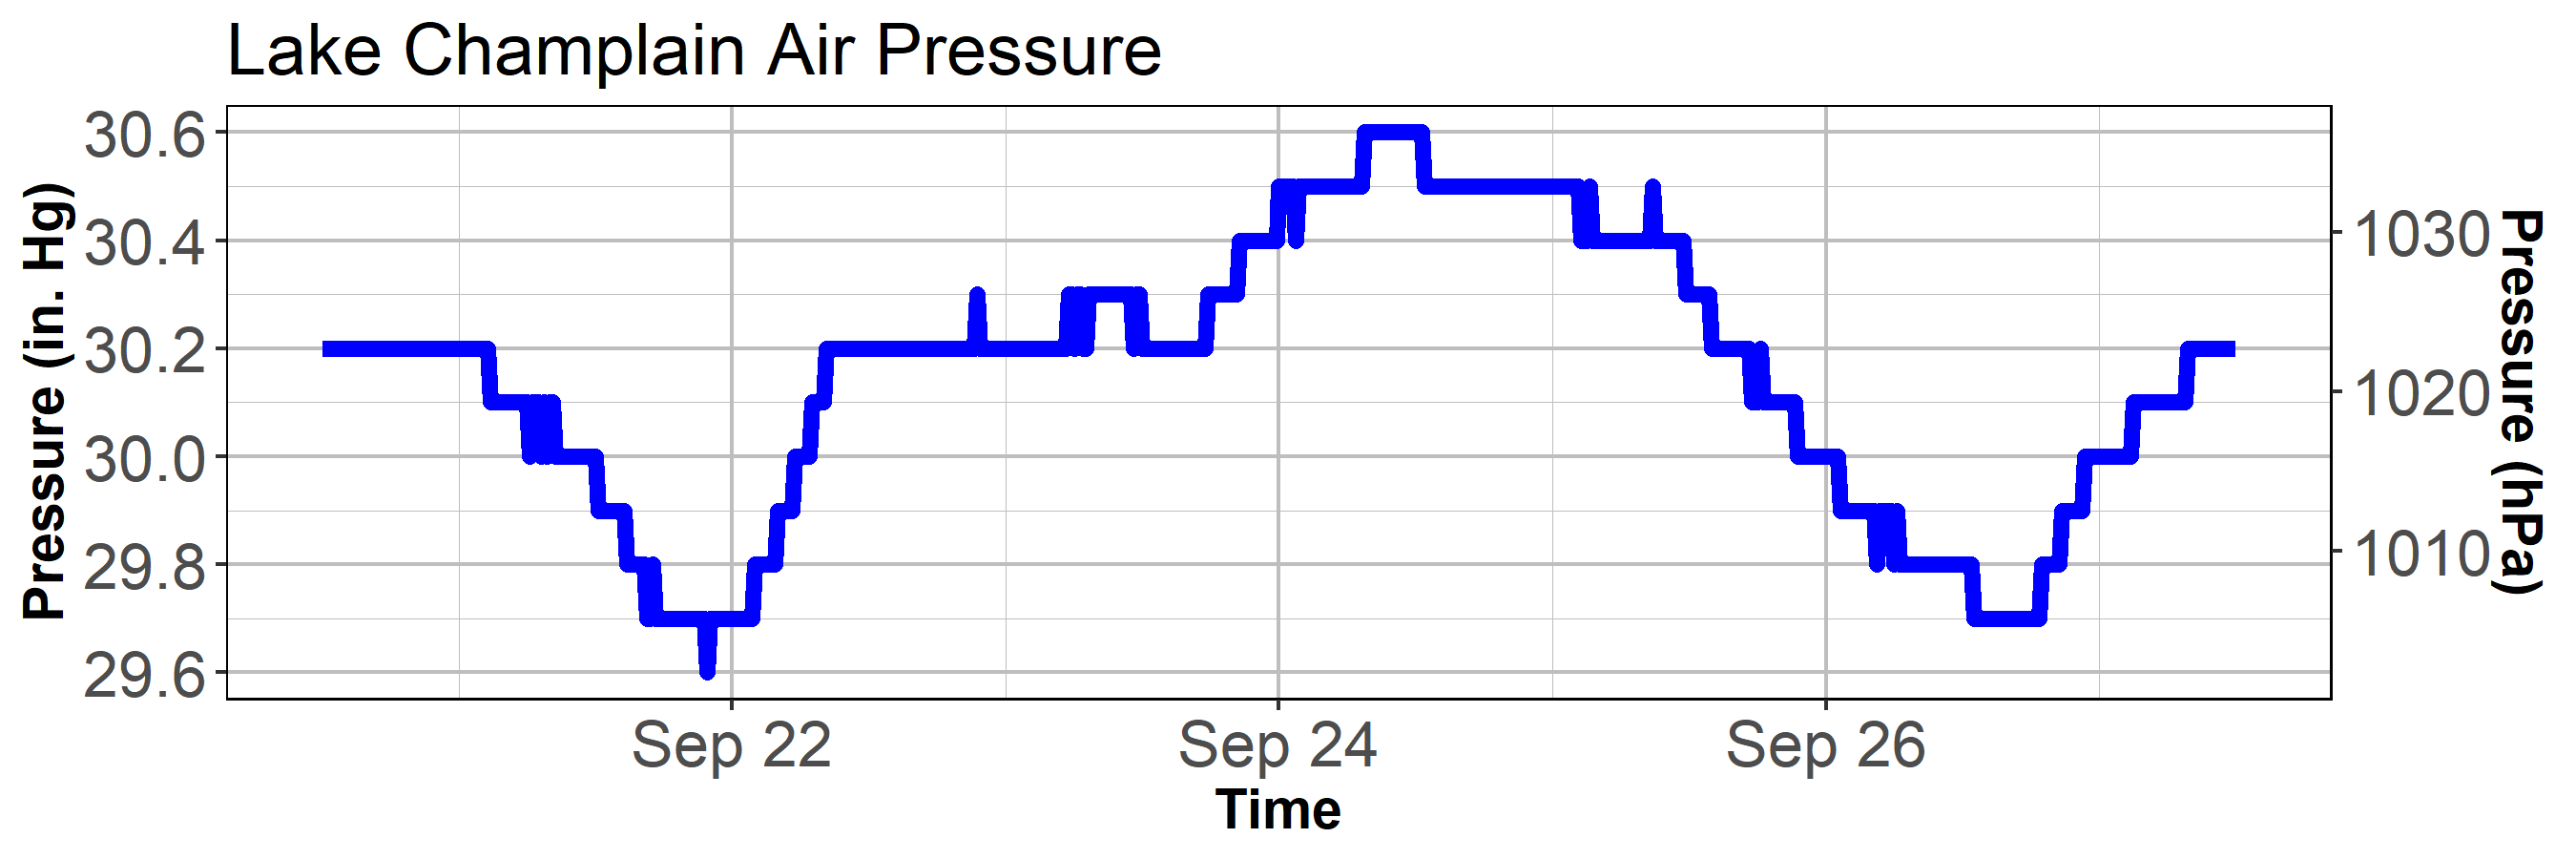 Lake Champlain Air Pressure
Pressure (in. Hg)
30.6
30.4
30.2
30.0
29.8
29.6
1030
1020
1010
Pressure (hPa)
Sep 22 Sep 24 Sep 26
Time